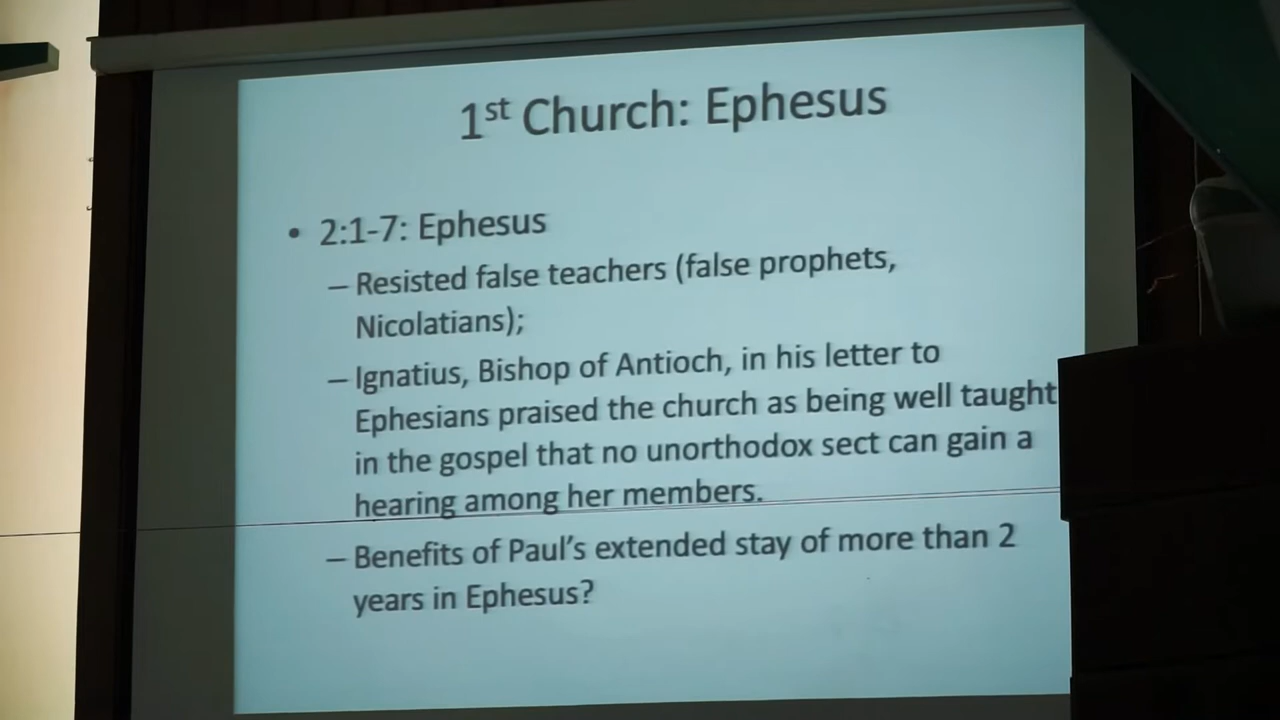 1st Church: Ephesus
• 2:1-7: Ephesus
– Resisted false teachers (false prophets,
Nicolatians);
– Ignatius, Bishop of Antioch, in his letter to
Ephesians praised the church as being well taught
in the gospel that no unorthodox sect can gain a
hearing among her members.
– Benefits of Paul’s extended stay of more than 2
years in Ephesus?